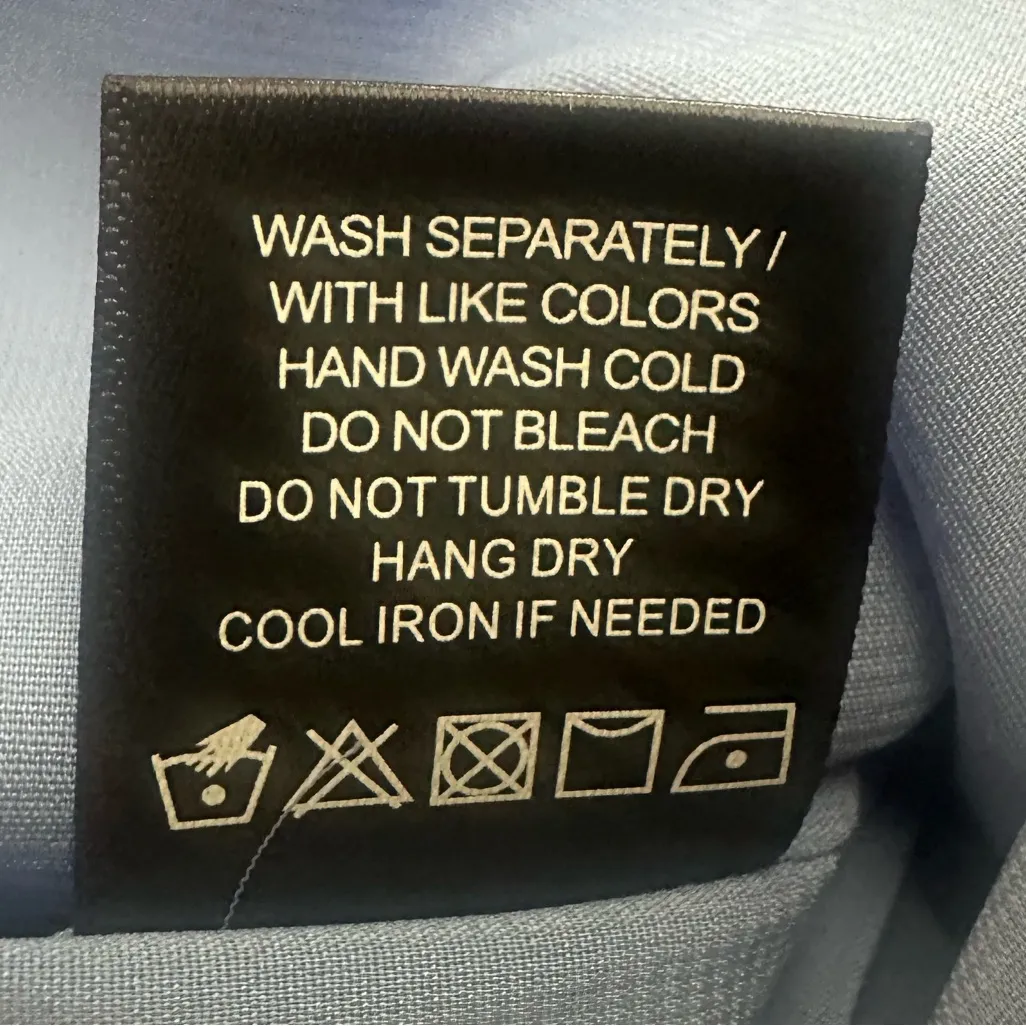 WASH SEPARATELY /
WITH LIKE COLORS
HAND WASH COLD
DO NOT BLEACH
DO NOT TUMBLE DRY
HANG DRY
COOL IRON IF NEEDED